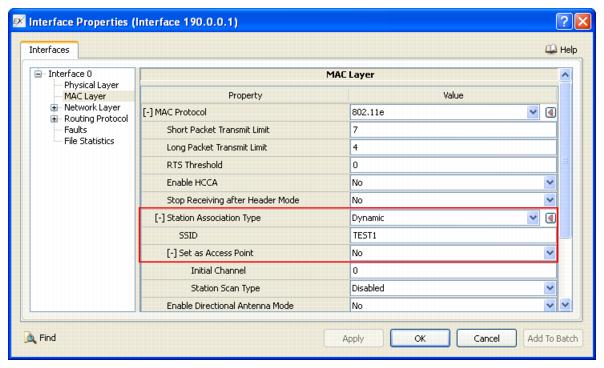 EX Interface Properties (Interface 190.0.0.1)
Interfaces
Help
Interface 0
Physical Layer
MAC Layer
Network Layer
Routing Protocol
Faults
File Statistics
MAC Layer
Property Value
[-] MAC Protocol 802.11e
Short Packet Transmit Limit 7
Long Packet Transmit Limit 4
RTS Threshold 0
Enable HCCA No
Stop Receiving after Header Mode No
[-] Station Association Type Dynamic
SSID TEST1
[-] Set as Access Point No
Initial Channel 0
Station Scan Type Disabled
Enable Directional Antenna Mode No
Find
Apply OK Cancel Add To Batch